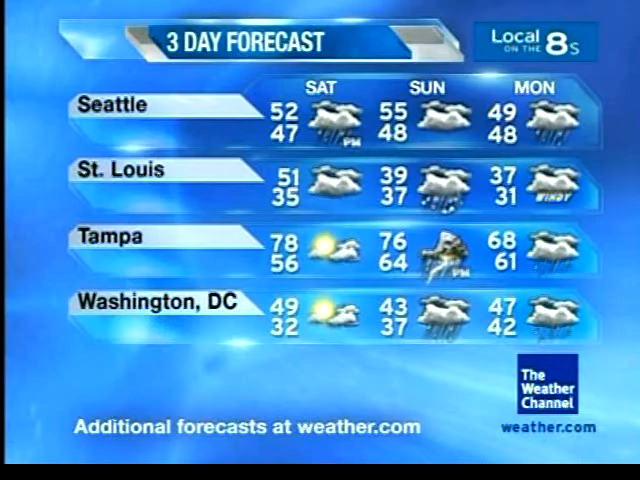 3 DAY FORECAST
Local
ON THE 8s
SAT SUN MON
Seattle 52 55 49
47 PM 48 48
St. Louis 51 39 37
35 37 31 WINDY
Tampa 78 76 68
56 64 PM 61
Washington, DC 49 43 47
32 37 42
The
Weather
Channel
Additional forecasts at weather.com
weather.com